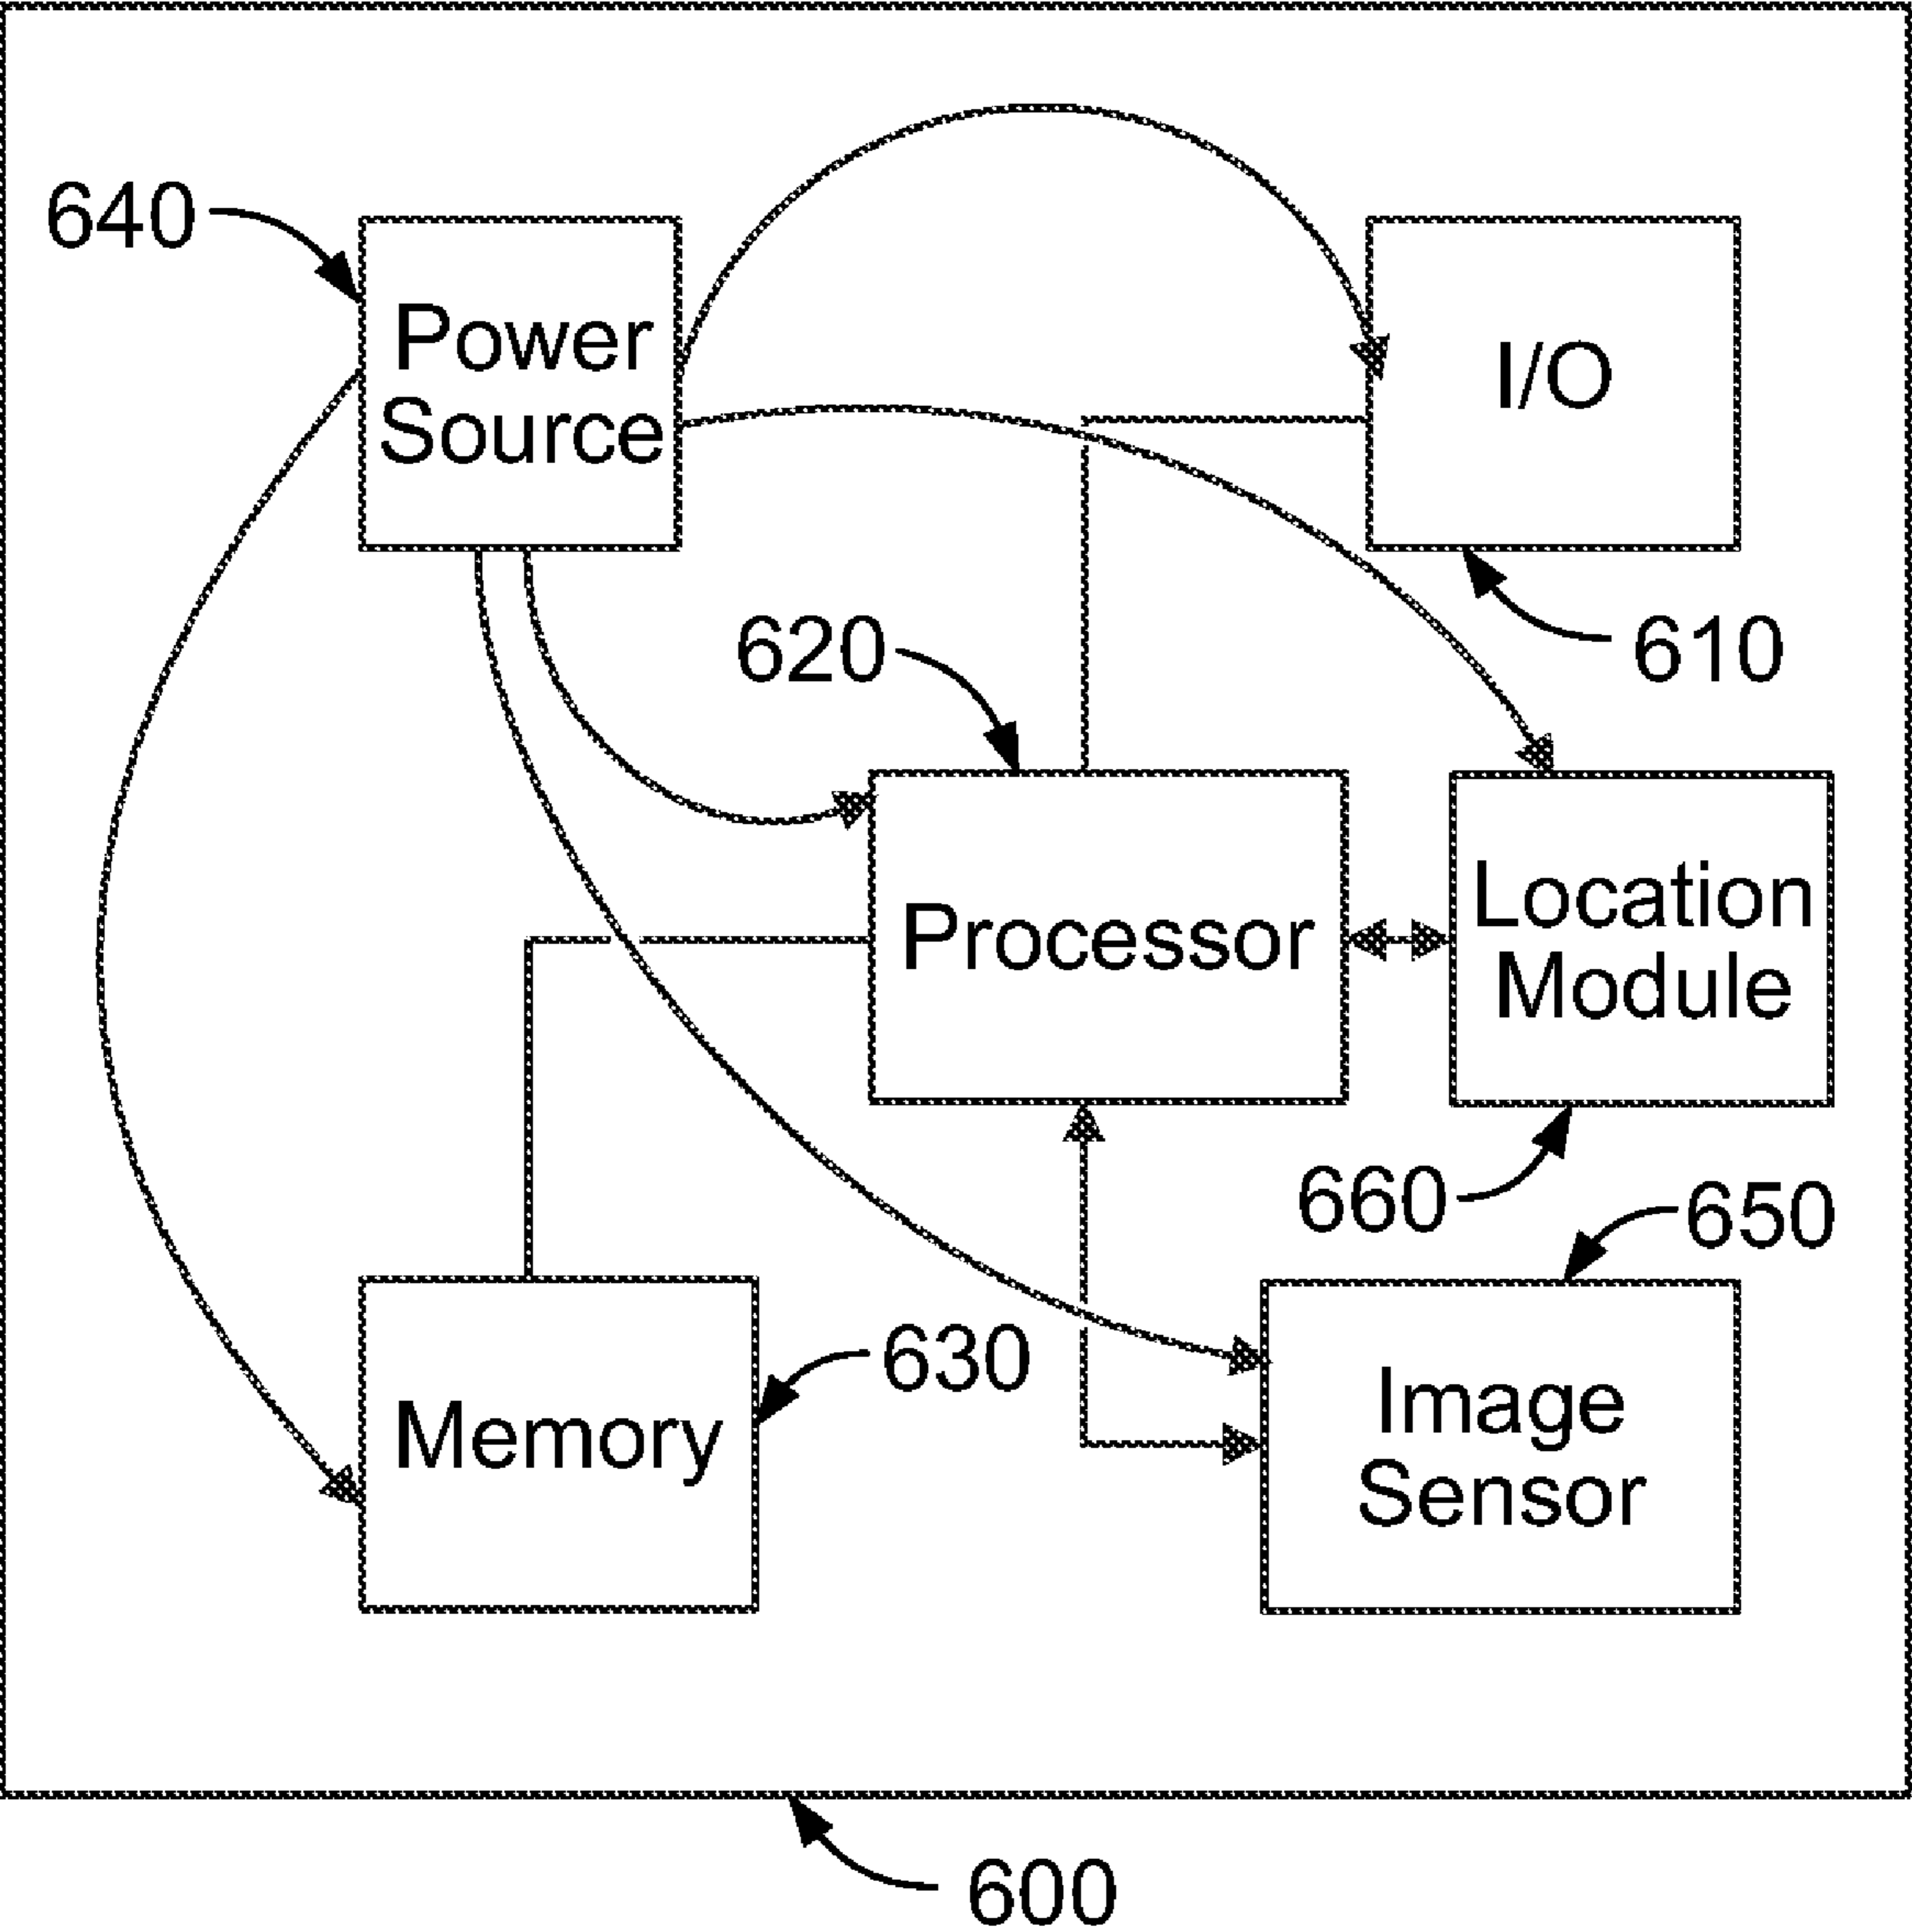 640
Power
Source
I/O
620
610
Processor
Location
Module
660
650
630
Memory
Image
Sensor
600